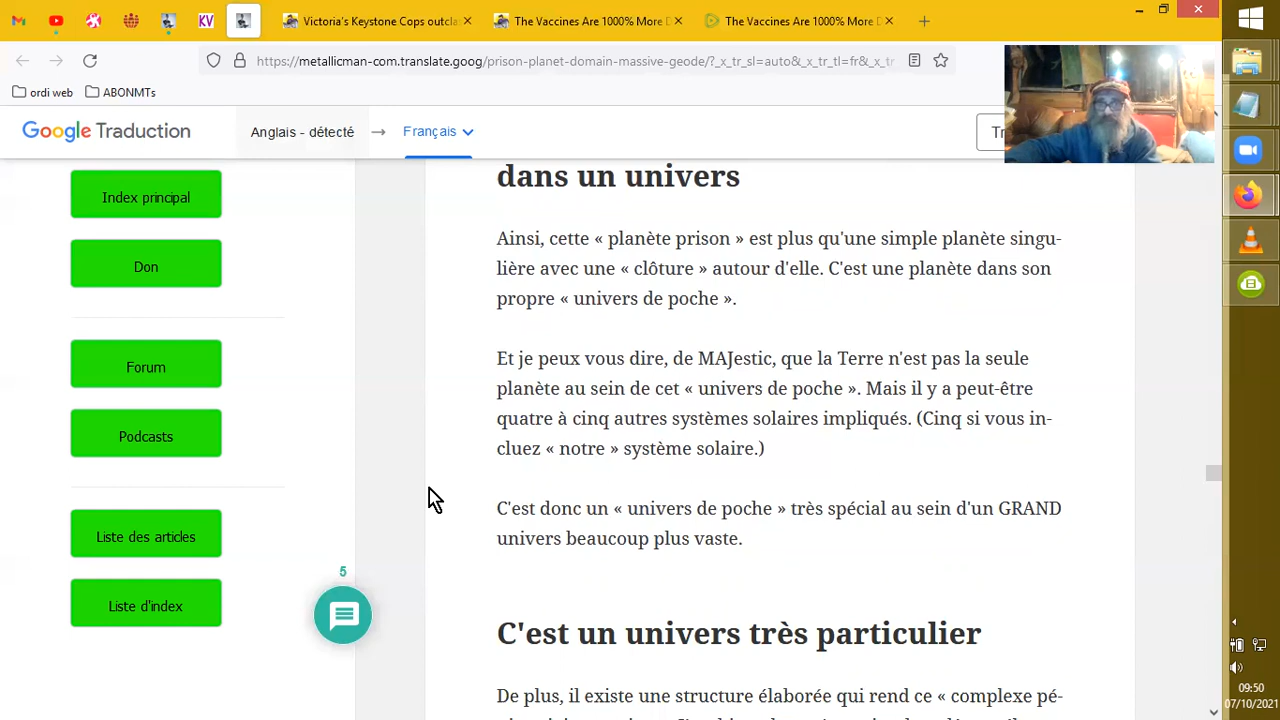 Victoria's Keystone Cops outcla
The Vaccines Are 1000% More D
The Vaccines Are 1000% More D
KV
https://metallicman-com.translate.goog/prison-planet-domain-massive-geode/?_x_tr_sl=auto&_x_tr_tl=fr&_x_tr
ordi web
ABONMTs
Google Traduction
Anglais - détecté
Français
Tr
Index principal
Don
Forum
Podcasts
Liste des articles
Liste d'index
5
dans un univers
Ainsi, cette « planète prison » est plus qu'une simple planète singu-
lière avec une « clôture » autour d'elle. C'est une planète dans son
propre « univers de poche ».
Et je peux vous dire, de MAJestic, que la Terre n'est pas la seule
planète au sein de cet « univers de poche ». Mais il y a peut-être
quatre à cinq autres systèmes solaires impliqués. (Cinq si vous in-
cluez « notre » système solaire.)
C'est donc un « univers de poche » très spécial au sein d'un GRAND
univers beaucoup plus vaste.
C'est un univers très particulier
De plus, il existe une structure élaborée qui rend ce « complexe pé-
09:50
07/10/2021